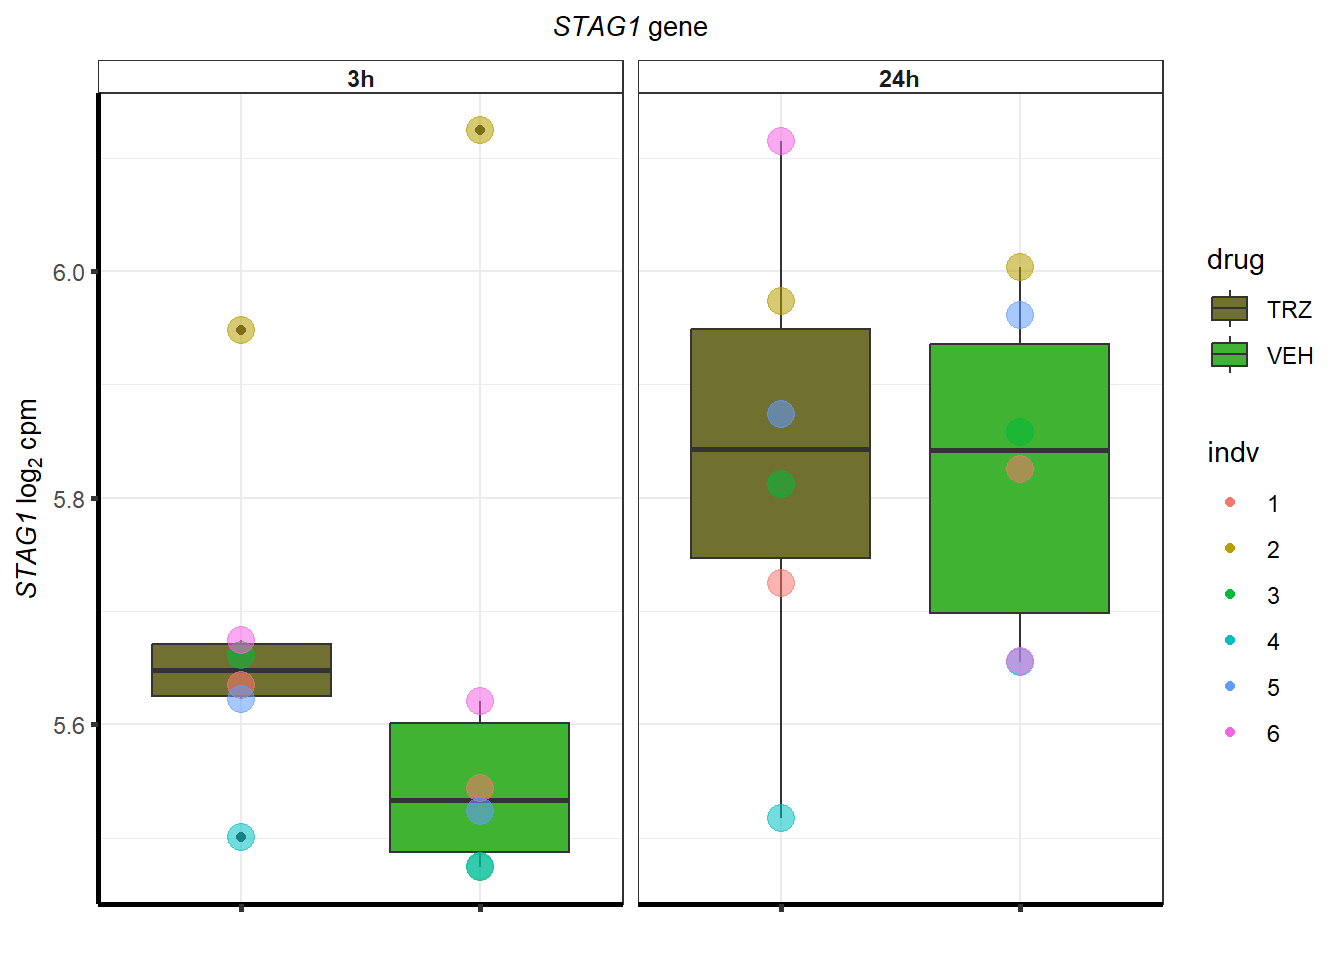 STAG1 gene
3h
24h
STAG1 log₂ cpm
6.0
5.8
5.6
drug
TRZ
VEH
indv
1
2
3
4
5
6